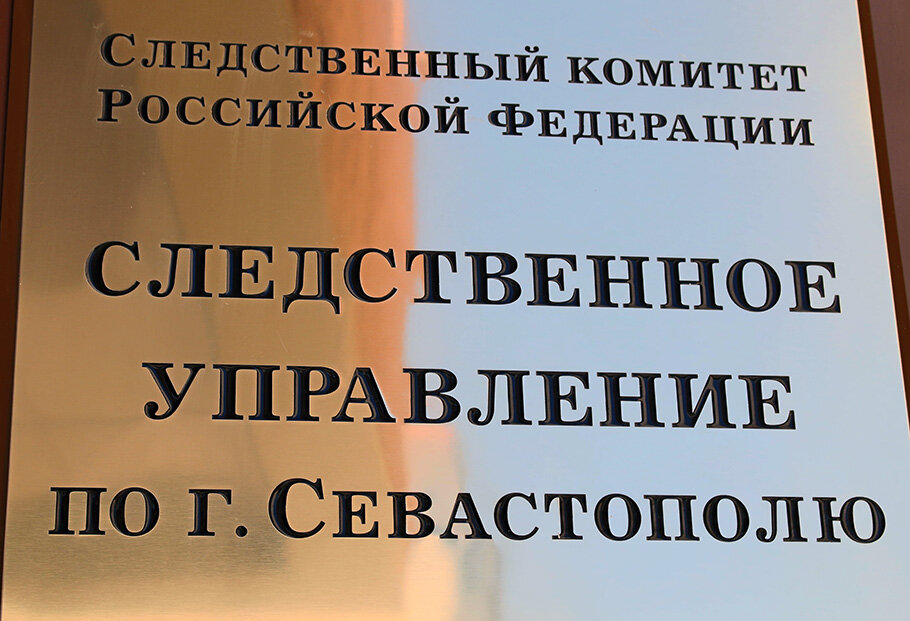 Следственный комитет
Российской Федерации
Следственное
управление
по г. Севастополю